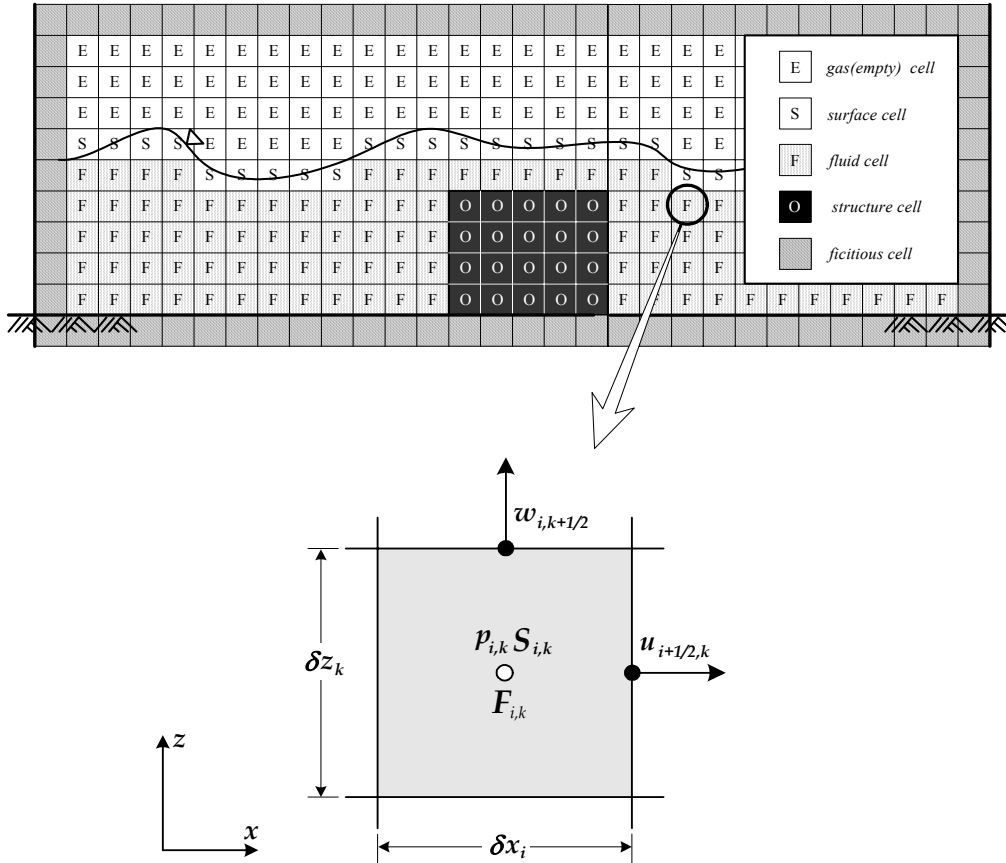 E E E E E E E E E E E E E E E E E E E E E
E E E E E E E E E E E E E E E E E E E E E
E E E E E E E E E E E E E E E E E E E E E
S S S S E E E E E S S S S S S S S S S E E
F F F F S S S S S F F F F F F F F F F S S
F F F F F F F F F F F F O O O O O F F F F
F F F F F F F F F F F F O O O O O F F F F
F F F F F F F F F F F F O O O O O F F F F
F F F F F F F F F F F F O O O O O F F F F F F F F F F F
E gas(empty) cell
S surface cell
F fluid cell
O structure cell
ficitious cell
w i,k+1/2
p i,k S i,k
u i+1/2,k
δz k
F i,k
z
x
δx i